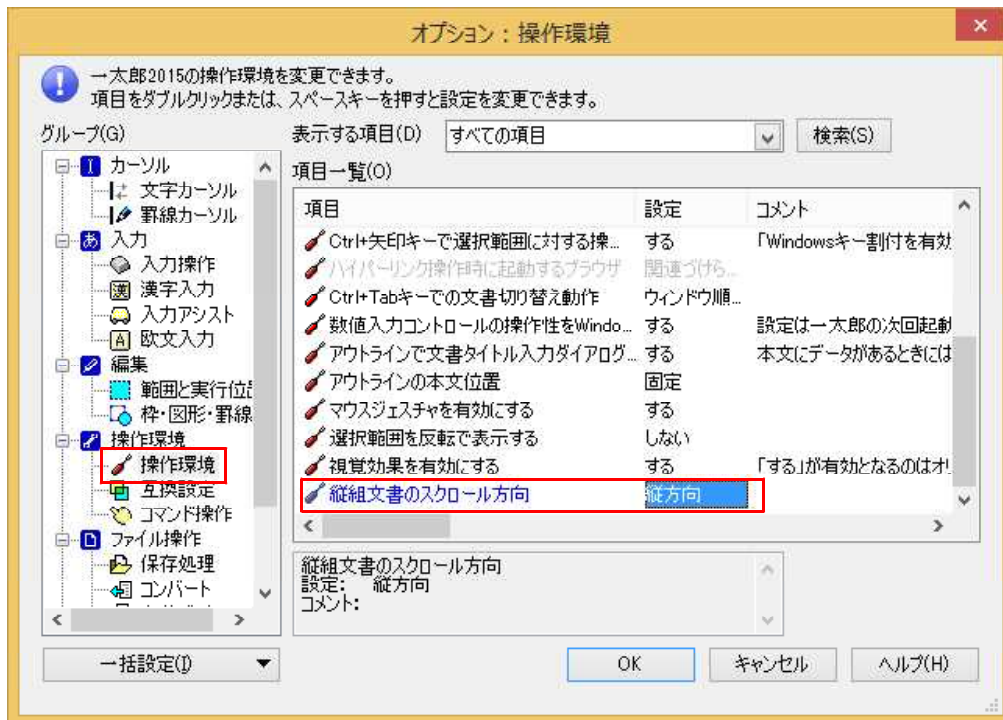 オプション：操作環境
一太郎2015の操作環境を変更できます。
項目をダブルクリックまたは、スペースキーを押すと設定を変更できます。
グループ(G)
カーソル
文字カーソル
罫線カーソル
入力
入力操作
漢字入力
入力アシスト
欧文入力
編集
範囲と実行位置
枠・図形・罫線
操作環境
操作環境
互換設定
コマンド操作
ファイル操作
保存処理
コンバート
一括設定(I)
表示する項目(D) すべての項目 検索(S)
項目一覧(O)
項目 設定 コメント
Ctrl+矢印キーで選択範囲に対する操... する 「Windowsキー割付を有効
ハイパーリンク操作時に起動するブラウザ 関連づけら...
Ctrl+Tabキーでの文書切り替え動作 ウィンドウ順...
数値入力コントロールの操作性をWindo... する 設定は一太郎の次回起動
アウトラインで文書タイトル入力ダイアログ... する 本文にデータがあるときには
アウトラインの本文位置 固定
マウスジェスチャを有効にする する
選択範囲を反転で表示する しない
視覚効果を有効にする する 「する」が有効となるのはオリ
縦組文書のスクロール方向 縦方向
縦組文書のスクロール方向
設定： 縦方向
コメント：
OK キャンセル ヘルプ(H)